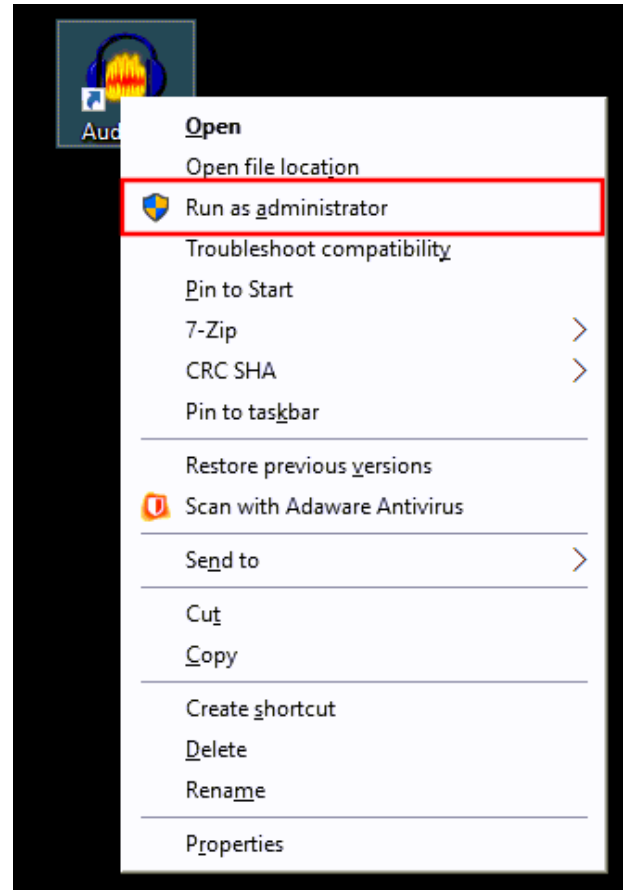 Aud
Open
Open file location
Run as administrator
Troubleshoot compatibility
Pin to Start
7-Zip
CRC SHA
Pin to taskbar
Restore previous versions
Scan with Adaware Antivirus
Send to
Cut
Copy
Create shortcut
Delete
Rename
Properties